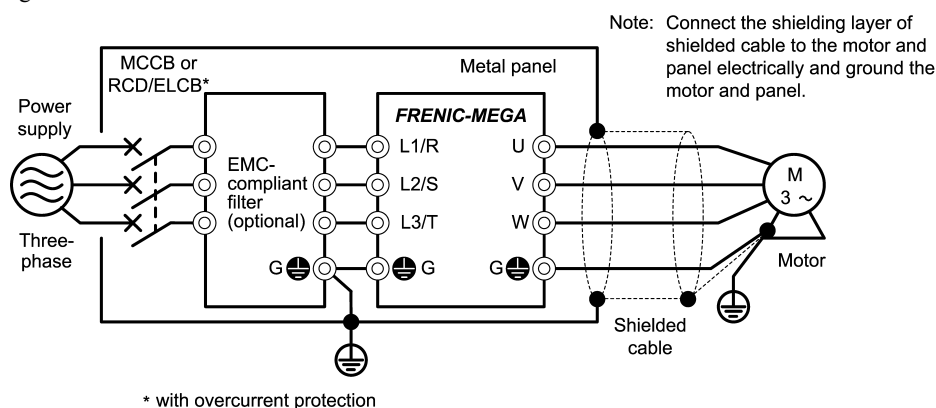 Note: Connect the shielding layer of
shielded cable to the motor and
panel electrically and ground the
motor and panel.
MCCB or
RCD/ELCB*
Metal panel
Power
supply
FRENIC-MEGA
L1/R
U
EMC-
compliant
filter
(optional)
L2/S
V
M
3 ~
L3/T
W
Three-
phase
G
G
G
Motor
Shielded
cable
* with overcurrent protection